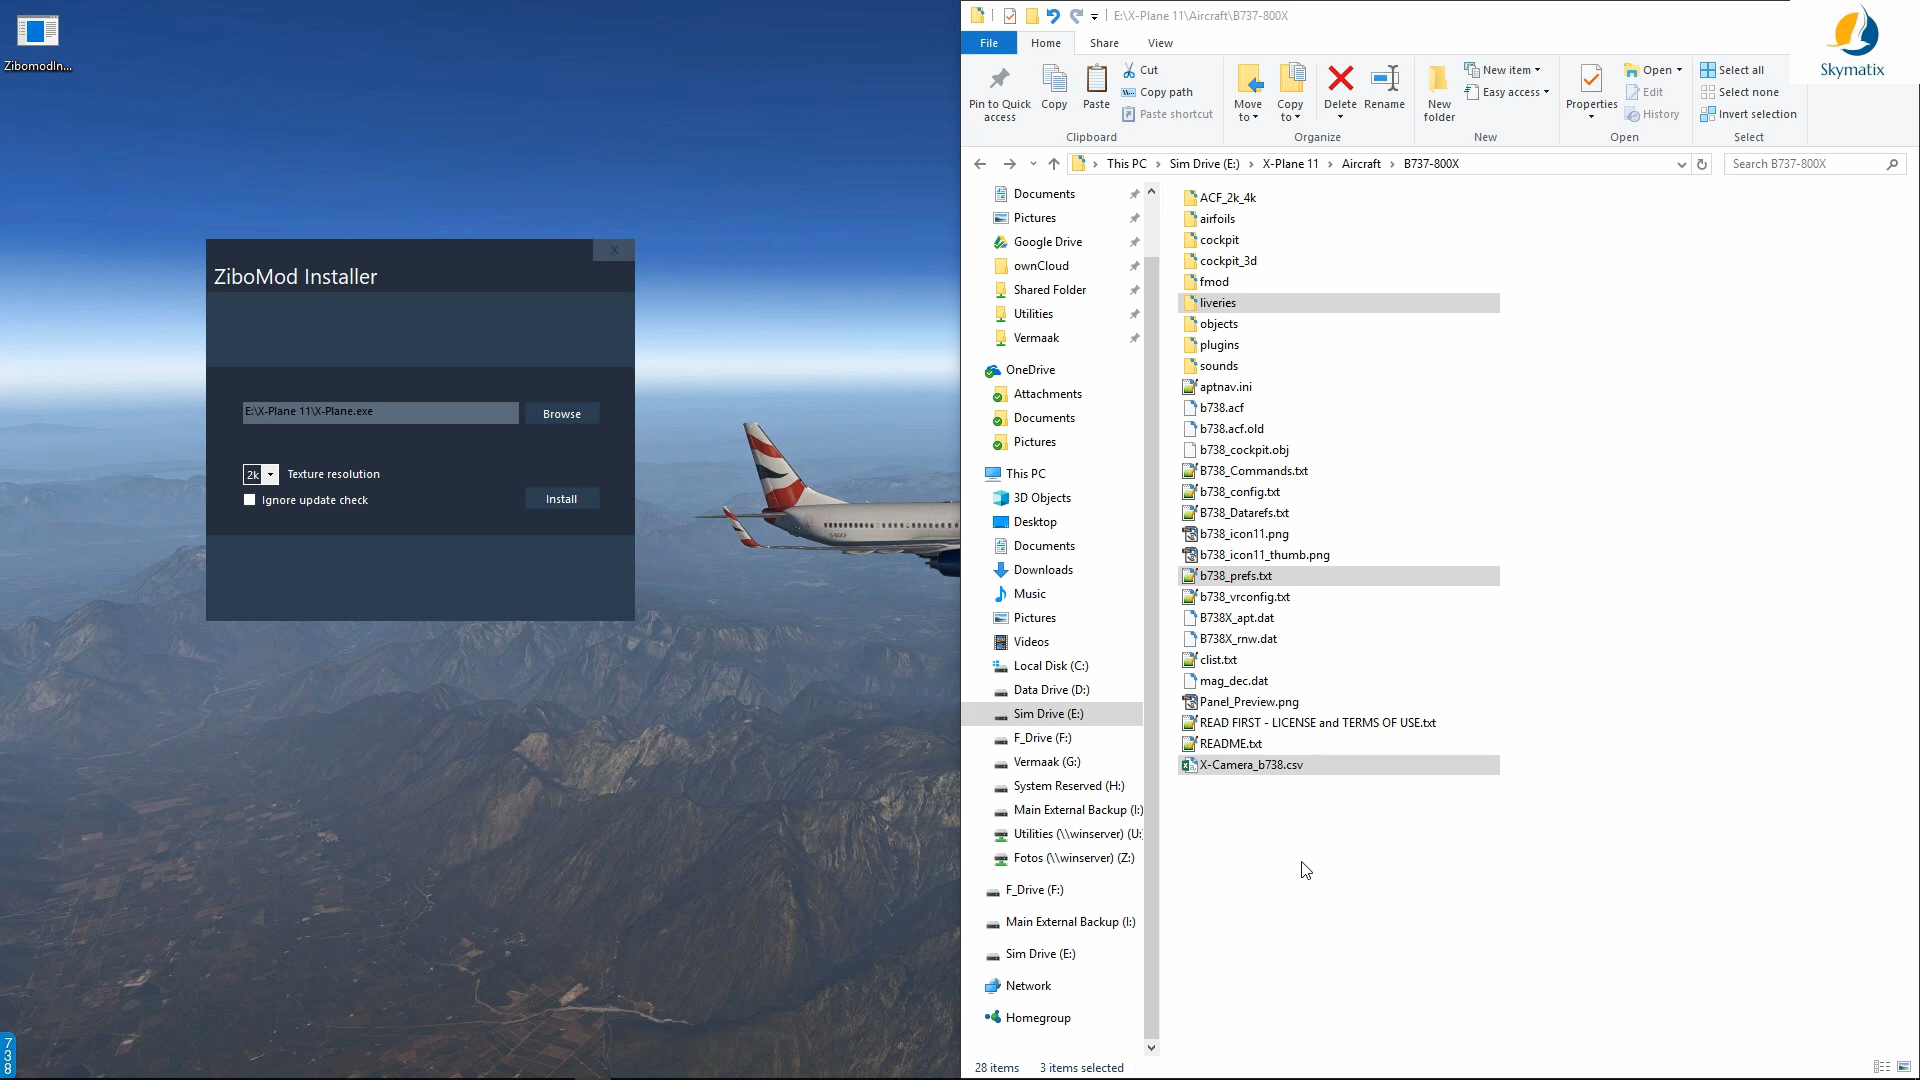 ZibomodIn...
ZiboMod Installer
X
E:\X-Plane 11\X-Plane.exe
Browse
2k
Texture resolution
Ignore update check
Install
7
3
8
E:\X-Plane 11\Aircraft\B737-800X
File
Home
Share
View
Pin to Quick access
Copy
Paste
Cut
Copy path
Paste shortcut
Clipboard
Move to
Copy to
Delete
Rename
Organize
New folder
New item
Easy access
New
Properties
Open
Edit
History
Open
Select all
Select none
Invert selection
Select
Skymatix
This PC
Sim Drive (E:)
X-Plane 11
Aircraft
B737-800X
Search B737-800X
Documents
Pictures
Google Drive
ownCloud
Shared Folder
Utilities
Vermaak
OneDrive
Attachments
Documents
Pictures
This PC
3D Objects
Desktop
Documents
Downloads
Music
Pictures
Videos
Local Disk (C:)
Data Drive (D:)
Sim Drive (E:)
F_Drive (F:)
Vermaak (G:)
System Reserved (H:)
Main External Backup (I:)
Utilities (\\winserver) (U:
Fotos (\\winserver) (Z:)
F_Drive (F:)
Main External Backup (I:)
Sim Drive (E:)
Network
Homegroup
ACF_2k_4k
airfoils
cockpit
cockpit_3d
fmod
liveries
objects
plugins
sounds
aptnav.ini
b738.acf
b738.acf.old
b738_cockpit.obj
B738_Commands.txt
b738_config.txt
B738_Datarefs.txt
b738_icon11.png
b738_icon11_thumb.png
b738_prefs.txt
b738_vrconfig.txt
B738X_apt.dat
B738X_rnw.dat
clist.txt
mag_dec.dat
Panel_Preview.png
READ FIRST - LICENSE and TERMS OF USE.txt
README.txt
X-Camera_b738.csv
28 items
3 items selected